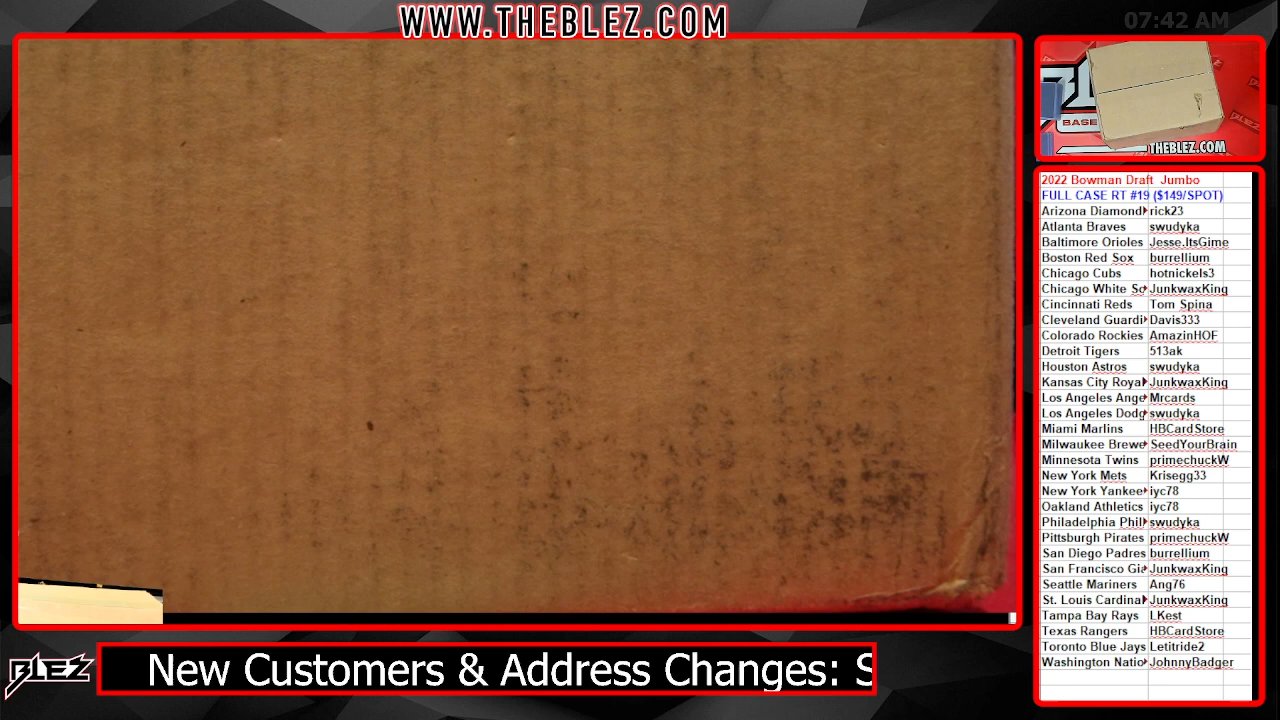 WWW.THEBLEZ.COM
07:42 AM
BASE
BLEZ
THEBLEZ.COM
2022 Bowman Draft Jumbo
FULL CASE RT #19 ($149/SPOT)
Arizona Diamond rick23
Atlanta Braves swudyka
Baltimore Orioles Jesse.ItsGime
Boston Red Sox burrellium
Chicago Cubs hotnickels3
Chicago White So JunkwaxKing
Cincinnati Reds Tom Spina
Cleveland Guardi Davis333
Colorado Rockies AmazinHOF
Detroit Tigers 513ak
Houston Astros swudyka
Kansas City Royal JunkwaxKing
Los Angeles Ange Mrcards
Los Angeles Dodg swudyka
Miami Marlins HBCardStore
Milwaukee Brewe SeedYourBrain
Minnesota Twins primechuckW
New York Mets Krisegg33
New York Yankee iyc78
Oakland Athletics iyc78
Philadelphia Phil swudyka
Pittsburgh Pirates primechuckW
San Diego Padres burrellium
San Francisco Gia JunkwaxKing
Seattle Mariners Ang76
St. Louis Cardinal JunkwaxKing
Tampa Bay Rays LKest
Texas Rangers HBCardStore
Toronto Blue Jays Letitride2
Washington Natio JohnnyBadger
BLEZ
New Customers & Address Changes: S